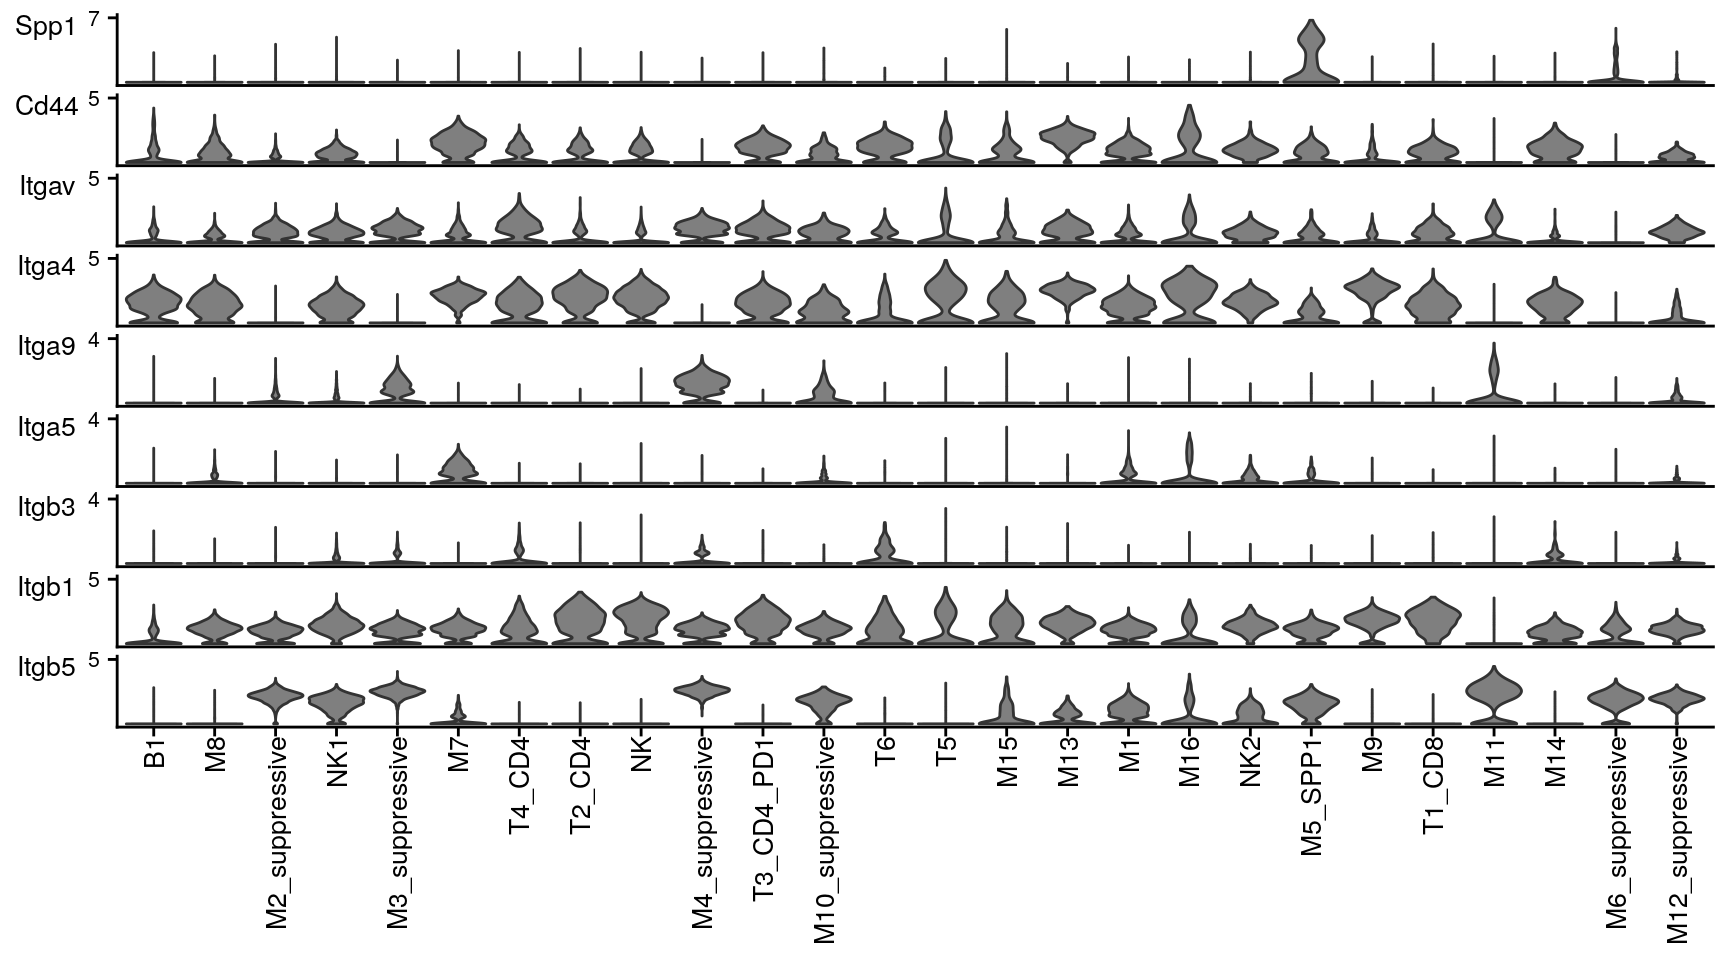 Spp1 7
Cd44 5
Itgav 5
Itga4 5
Itga9 4
Itga5 4
Itgb3 4
Itgb1 5
Itgb5 5
B1
M8
M2_suppressive
NK1
M3_suppressive
M7
T4_CD4
T2_CD4
NK
M4_suppressive
T3_CD4_PD1
M10_suppressive
T6
T5
M15
M13
M1
M16
NK2
M5_SPP1
M9
T1_CD8
M11
M14
M6_suppressive
M12_suppressive